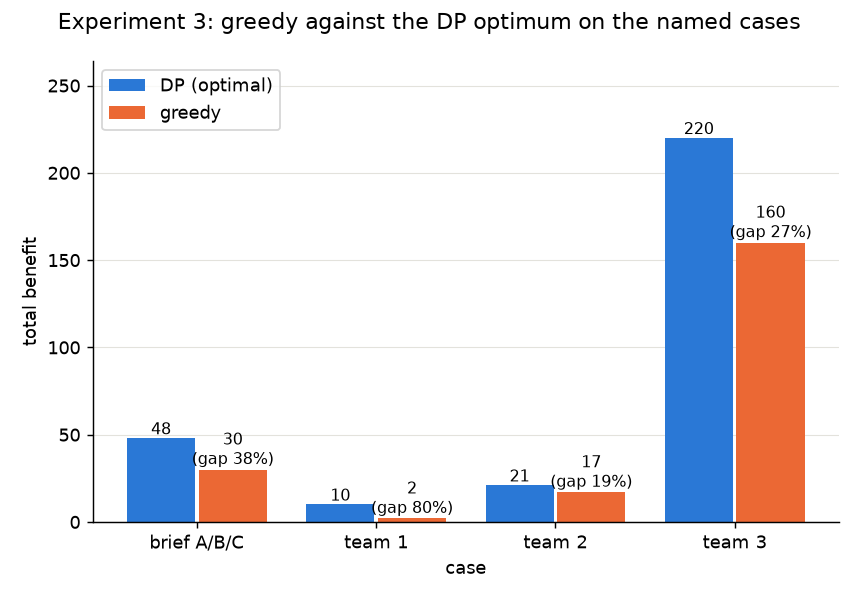 Experiment 3: greedy against the DP optimum on the named cases
DP (optimal)
greedy
total benefit
250
200
150
100
50
0
48
30
(gap 38%)
10
2
(gap 80%)
21
17
(gap 19%)
220
160
(gap 27%)
brief A/B/C
team 1
team 2
team 3
case